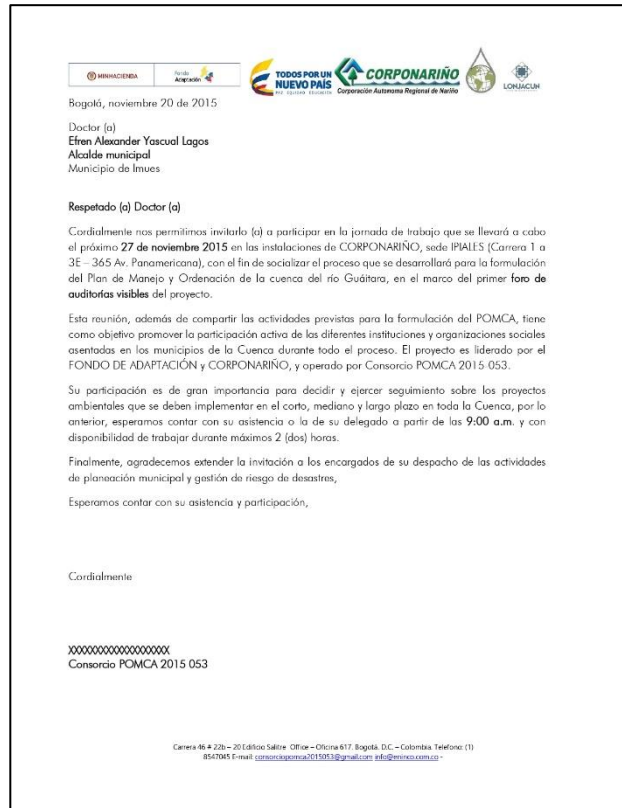 MINHACIENDA
Fondo
Adaptación
TODOS POR UN
NUEVO PAÍS
PAZ EQUIDAD EDUCACIÓN
CORPONARIÑO
Corporación Autonoma Regional de Nariño
LONJACUN
Bogotá, noviembre 20 de 2015
Doctor (a)
Efren Alexander Yascual Lagos
Alcalde municipal
Municipio de Imues
Respetado (a) Doctor (a)
Cordialmente nos permitimos invitarlo (a) a participar en la jornada de trabajo que se llevará a cabo
el próximo 27 de noviembre 2015 en las instalaciones de CORPONARIÑO, sede IPIALES (Carrera 1 a
3E – 365 Av. Panamericana), con el fin de socializar el proceso que se desarrollará para la formulación
del Plan de Manejo y Ordenación de la cuenca del río Guáitara, en el marco del primer foro de
auditorías visibles del proyecto.
Esta reunión, además de compartir las actividades previstas para la formulación del POMCA, tiene
como objetivo promover la participación activa de las diferentes instituciones y organizaciones sociales
asentadas en los municipios de la Cuenca durante todo el proceso. El proyecto es liderado por el
FONDO DE ADAPTACIÓN y CORPONARIÑO, y operado por Consorcio POMCA 2015-053.
Su participación es de gran importancia para decidir y ejercer seguimiento sobre los proyectos
ambientales que se deben implementar en el corto, mediano y largo plazo en toda la Cuenca, por lo
anterior, esperamos contar con su asistencia o la de su delegado a partir de las 9:00 a.m. y con
disponibilidad de trabajar durante máximos 2 (dos) horas.
Finalmente, agradecemos extender la invitación a los encargados de su despacho de las actividades
de planeación municipal y gestión de riesgo de desastres,
Esperamos contar con su asistencia y participación,
Cordialmente
XXXXXXXXXXXXXXXXXX
Consorcio POMCA 2015 053
Carrera 46 # 22b – 20 Edificio Salitre Office – Oficina 617. Bogotá. D.C. – Colombia. Telefono: (1)
8547045 E-mail: consorciopomca2015053@gmail.com info@eninco.com.co -